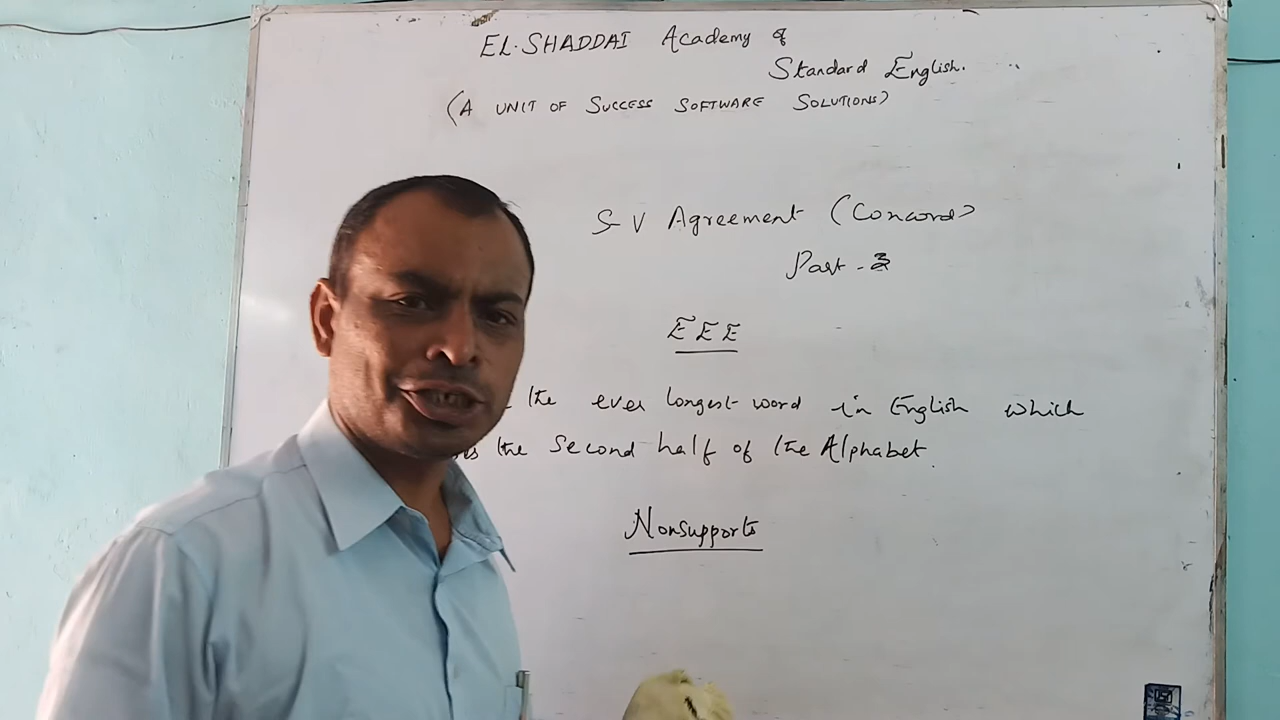 EL.SHADDAI Academy of
Standard English.
(A UNIT OF SUCCESS SOFTWARE SOLUTIONS)
S V Agreement (Concord)
Part - 3
EEE
the ever longest word in English which
the Second half of the Alphabet.
Nonsupports